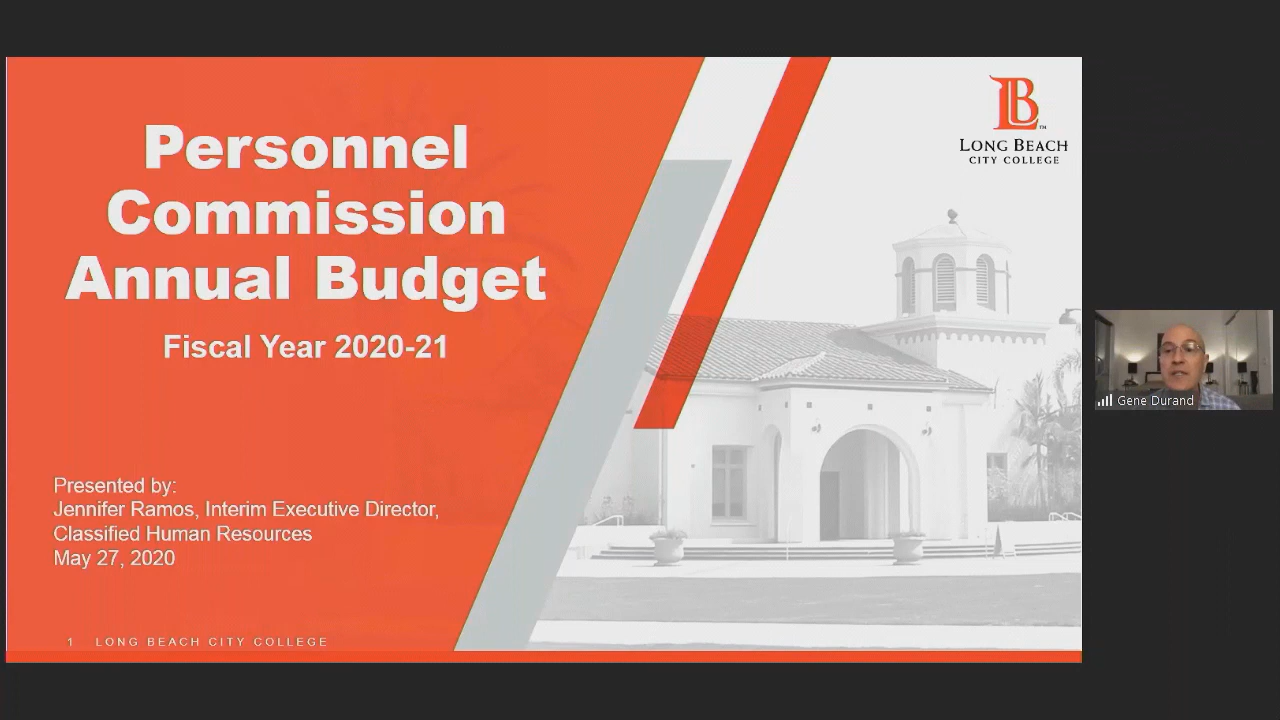 Personnel
Commission
Annual Budget
Fiscal Year 2020-21
Presented by:
Jennifer Ramos, Interim Executive Director,
Classified Human Resources
May 27, 2020
1 LONG BEACH CITY COLLEGE
LB™
LONG BEACH
CITY COLLEGE
Gene Durand